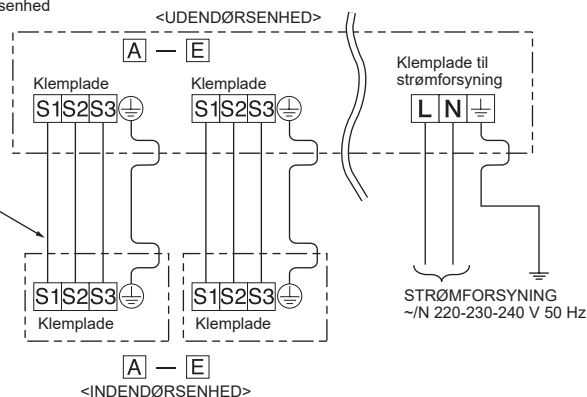 <UDENDØRSENHED>
A — E
Klemplade
S1 S2 S3
Klemplade
S1 S2 S3
Klemplade til
strømforsyning
L N
S1 S2 S3
Klemplade
S1 S2 S3
Klemplade
STRØMFORSYNING
~/N 220-230-240 V 50 Hz
A — E
<INDENDØRSENHED>